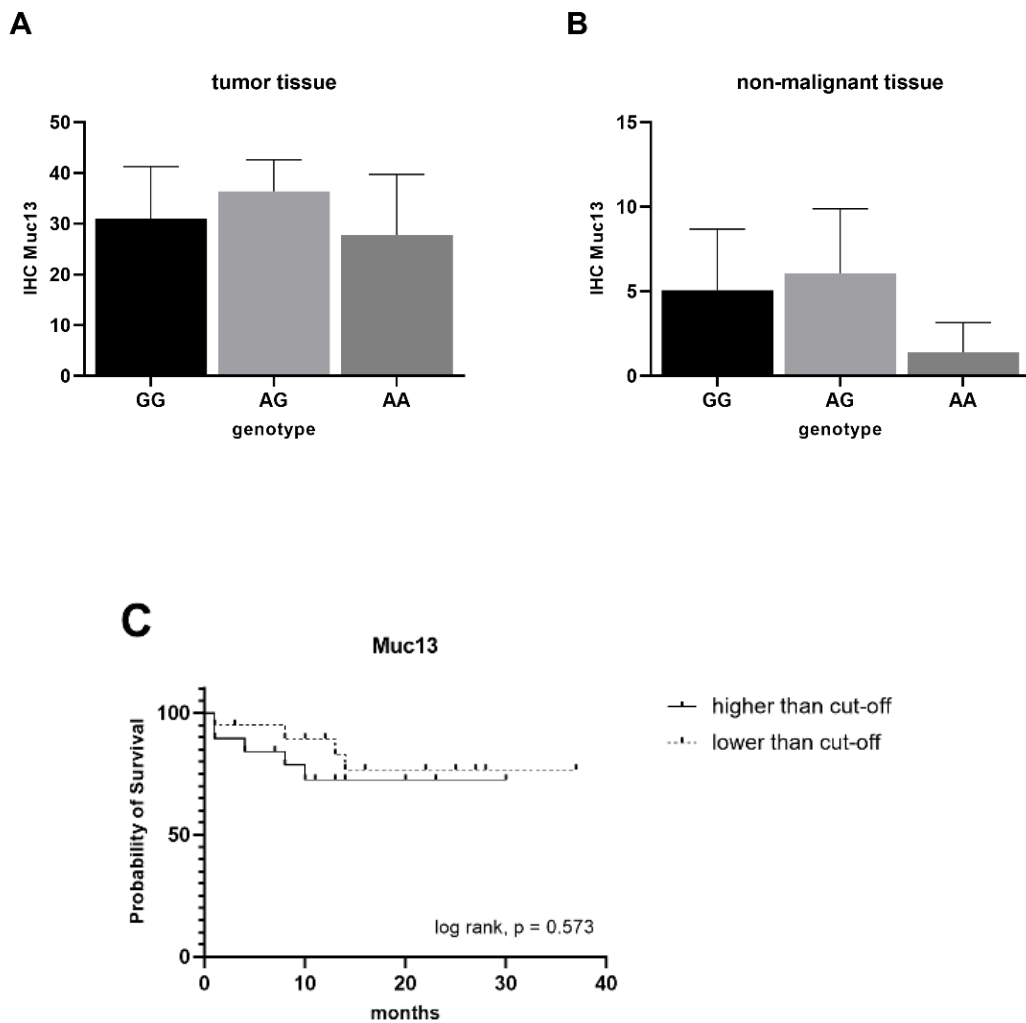 A
tumor tissue
50
40
30
20
10
0
IHC Muc13
GG AG AA
genotype
B
non-malignant tissue
15
10
5
0
IHC Muc13
GG AG AA
genotype
C
Muc13
100
50
0
Probability of Survival
higher than cut-off
lower than cut-off
log rank, p = 0.573
0 10 20 30 40
months